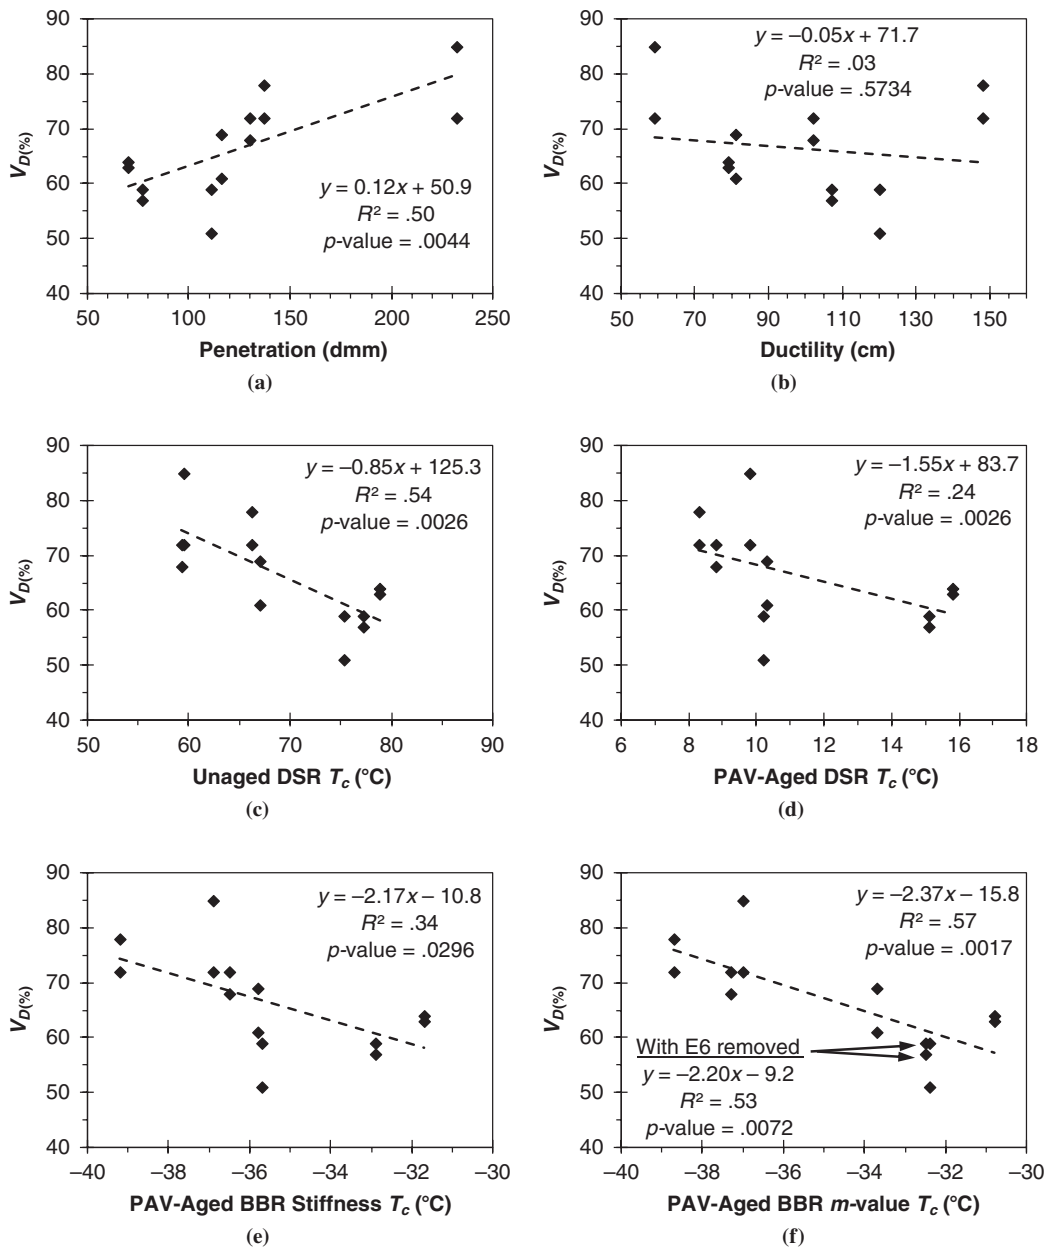 90
80
70
60
50
40
V_D(%)
y = 0.12x + 50.9
R² = .50
p-value = .0044
50 100 150 200 250
Penetration (dmm)
(a)
90
80
70
60
50
40
V_D(%)
y = –0.05x + 71.7
R² = .03
p-value = .5734
50 70 90 110 130 150
Ductility (cm)
(b)
90
80
70
60
50
40
V_D(%)
y = –0.85x + 125.3
R² = .54
p-value = .0026
50 60 70 80 90
Unaged DSR T_c (°C)
(c)
90
80
70
60
50
40
V_D(%)
y = –1.55x + 83.7
R² = .24
p-value = .0026
6 8 10 12 14 16 18
PAV-Aged DSR T_c (°C)
(d)
90
80
70
60
50
40
V_D(%)
y = –2.17x – 10.8
R² = .34
p-value = .0296
–40 –38 –36 –34 –32 –30
PAV-Aged BBR Stiffness T_c (°C)
(e)
90
80
70
60
50
40
V_D(%)
y = –2.37x – 15.8
R² = .57
p-value = .0017
With E6 removed
y = –2.20x – 9.2
R² = .53
p-value = .0072
–40 –38 –36 –34 –32 –30
PAV-Aged BBR m-value T_c (°C)
(f)